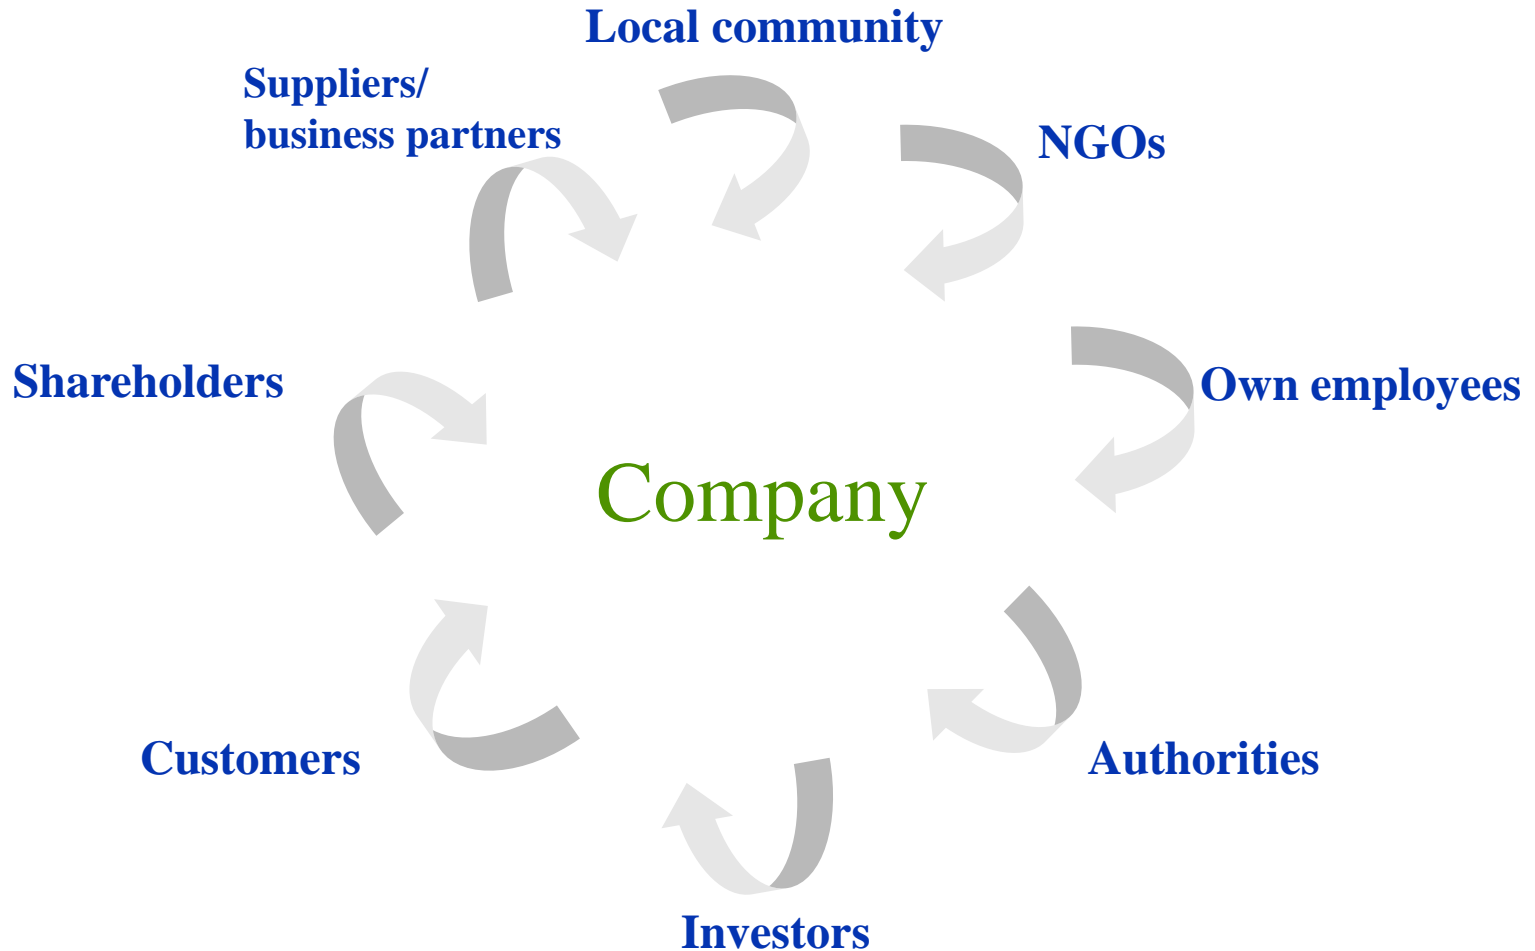 Local community
Suppliers/
business partners
NGOs
Shareholders
Own employees
Company
Customers
Authorities
Investors